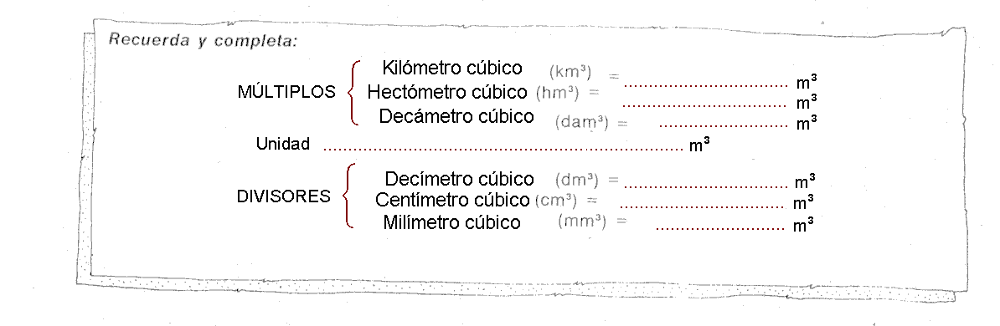 Recuerda y completa:
MÚLTIPLOS
Kilómetro cúbico (km³) = .................................. m³
Hectómetro cúbico (hm³) = .................................. m³
Decámetro cúbico (dam³) = ........................... m³
Unidad .......................................................................... m³
DIVISORES
Decímetro cúbico (dm³) = .................................. m³
Centímetro cúbico (cm³) = .................................. m³
Milímetro cúbico (mm³) = ........................... m³